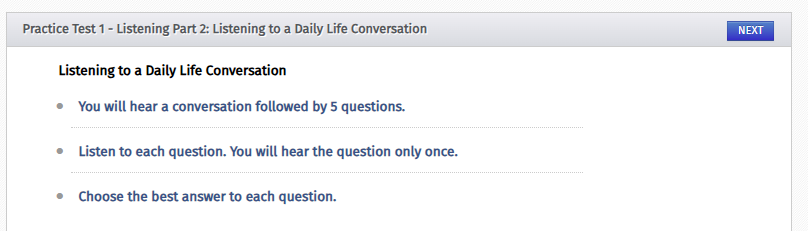 Practice Test 1 - Listening Part 2: Listening to a Daily Life Conversation
NEXT
Listening to a Daily Life Conversation
You will hear a conversation followed by 5 questions.
Listen to each question. You will hear the question only once.
Choose the best answer to each question.